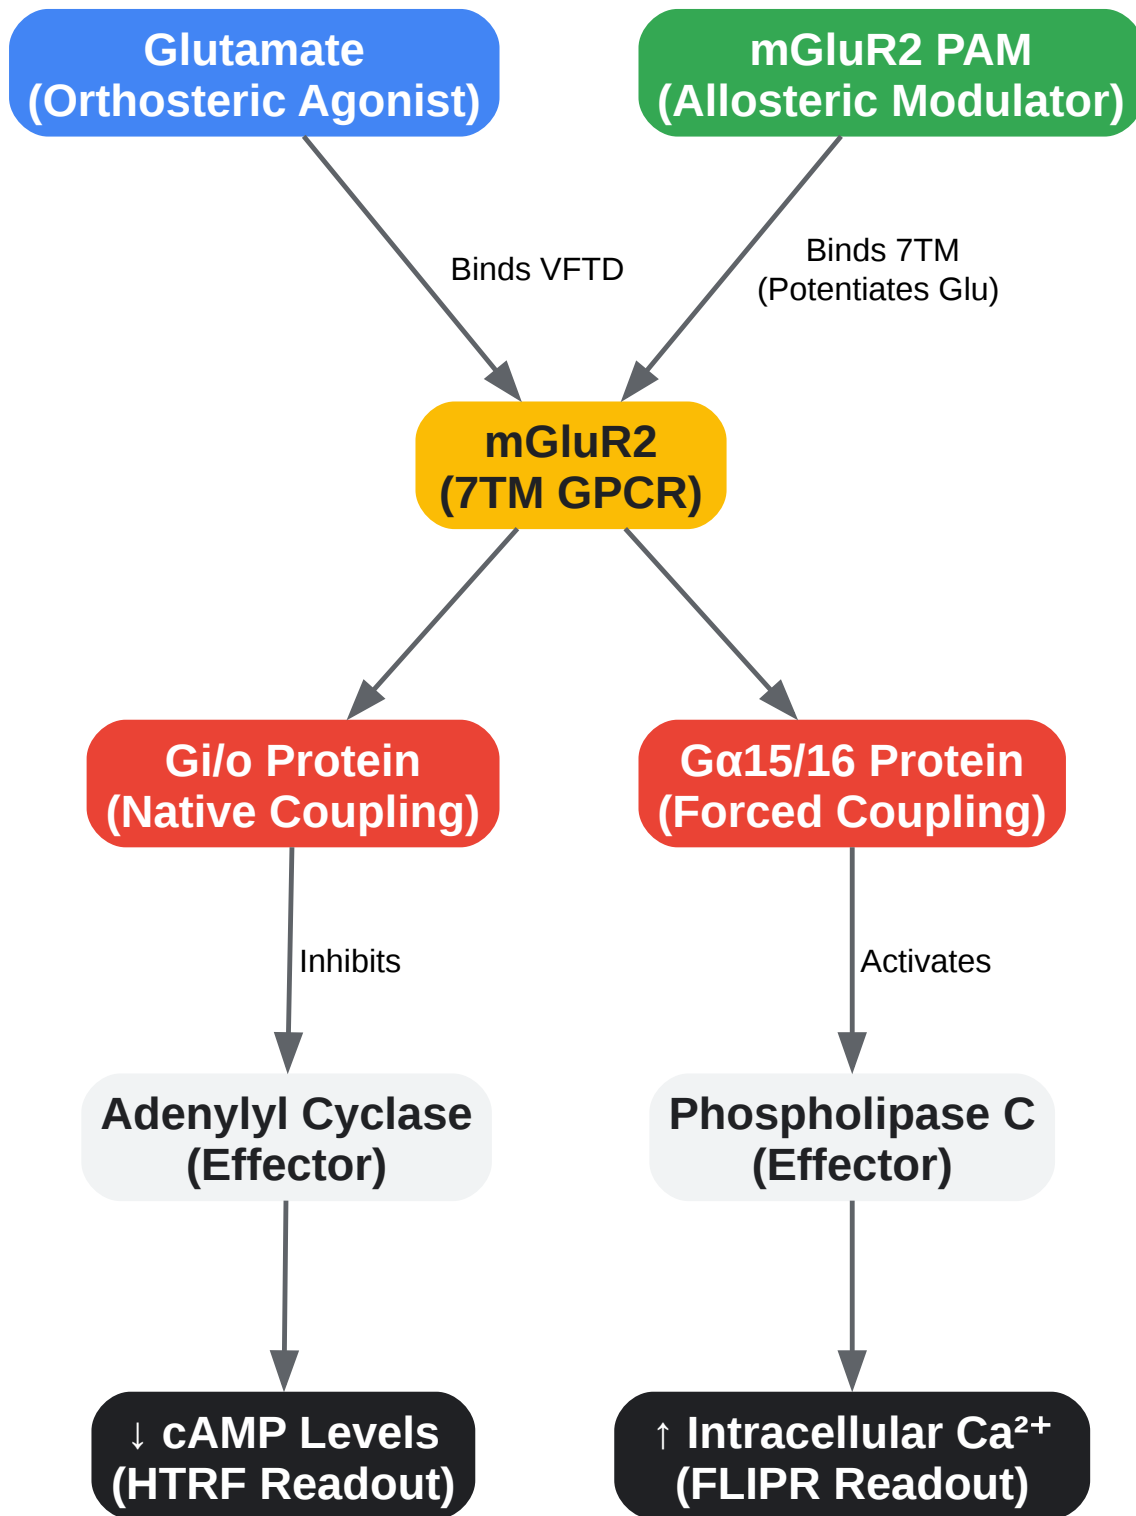 Glutamate
(Orthosteric Agonist)
mGluR2 PAM
(Allosteric Modulator)
Binds VFTD
Binds 7TM
(Potentiates Glu)
mGluR2
(7TM GPCR)
Gi/o Protein
(Native Coupling)
Gα15/16 Protein
(Forced Coupling)
Inhibits
Activates
Adenylyl Cyclase
(Effector)
Phospholipase C
(Effector)
↓ cAMP Levels
(HTRF Readout)
↑ Intracellular Ca²⁺
(FLIPR Readout)